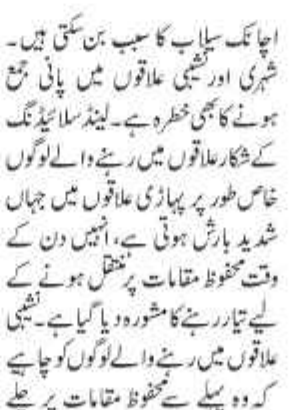 اچانک سیلاب کا سبب بن سکتی ہیں۔
شہری اور نشیبی علاقوں میں پانی جمع
ہونے کا بھی خطرہ ہے۔ لینڈ سلائیڈنگ
کے شکار علاقوں میں رہنے والے لوگوں
خاص طور پر پہاڑی علاقوں میں جہاں
شدید بارش ہوتی ہے، انہیں دن کے
وقت محفوظ مقامات پر منتقل ہونے کے
لیے تیار رہنے کا مشورہ دیا گیا ہے۔ نشیبی
علاقوں میں رہنے والے لوگوں کو چاہیے
کہ وہ پہلے سے محفوظ مقامات پر چلے